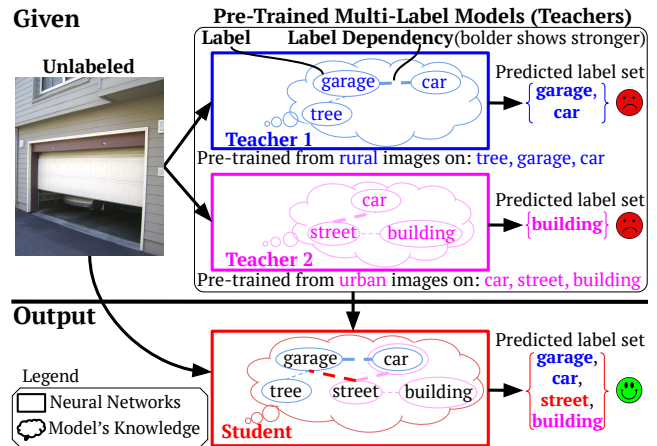 Given
Pre-Trained Multi-Label Models (Teachers)
Label
Label Dependency(bolder shows stronger)
Unlabeled
garage
car
tree
Teacher 1
Predicted label set
{garage,
car}
Pre-trained from rural images on: tree, garage, car
car
street
building
Teacher 2
Predicted label set
{building}
Pre-trained from urban images on: car, street, building
Output
garage
car
tree
street
building
Student
Predicted label set
garage,
car,
street,
building
Legend
Neural Networks
Model's Knowledge